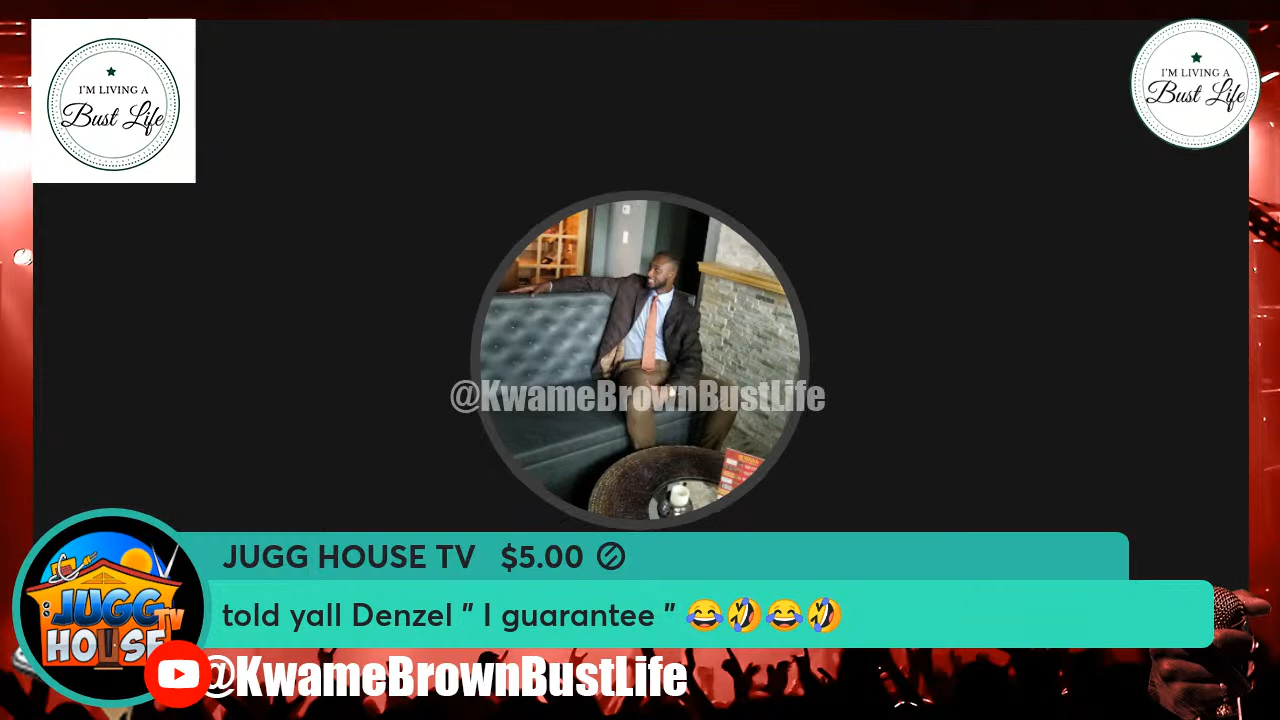 I'M LIVING A
Bust Life
I'M LIVING A
Bust Life
@KwameBrownBustLife
JUGG HOUSE TV $5.00
told yall Denzel " I guarantee " 😂🤣😂🤣
JUGG
TV
HOUSE
@KwameBrownBustLife